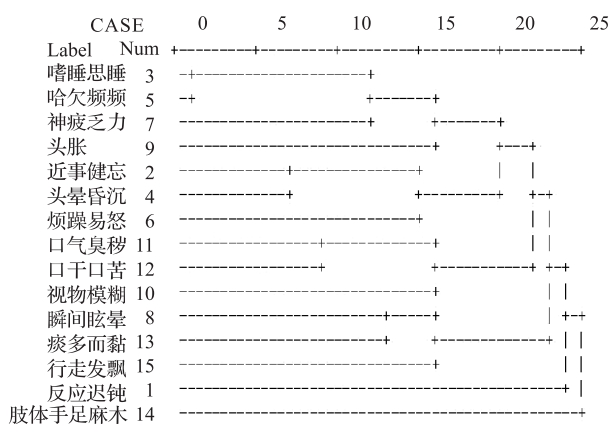 CASE 0 5 10 15 20 25
Label Num
嗜睡思睡 3
哈欠频频 5
神疲乏力 7
头胀 9
近事健忘 2
头晕昏沉 4
烦躁易怒 6
口气臭秽 11
口干口苦 12
视物模糊 10
瞬间眩晕 8
痰多而黏 13
行走发飘 15
反应迟钝 1
肢体手足麻木 14